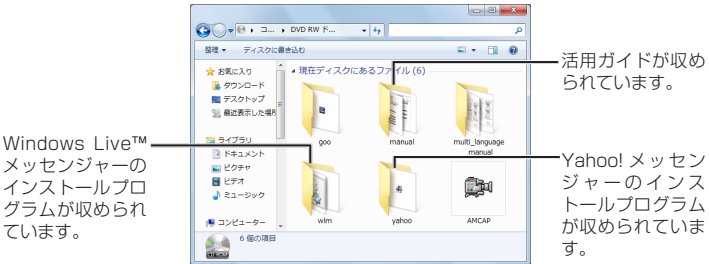 コ... DVD RW ド...
整理 ディスクに書き込む
お気に入り
ダウンロード
デスクトップ
最近表示した場所
ライブラリ
ドキュメント
ピクチャ
ビデオ
ミュージック
コンピューター
現在ディスクにあるファイル (6)
goo
manual
multi_language
manual
wlm
yahoo
AMCAP
6 個の項目
CD-ROM
Windows Live™
メッセンジャーの
インストールプロ
グラムが収められ
ています。
活用ガイドが収め
られています。
Yahoo! メッセン
ジャーのインス
トールプログラム
が収められていま
す。